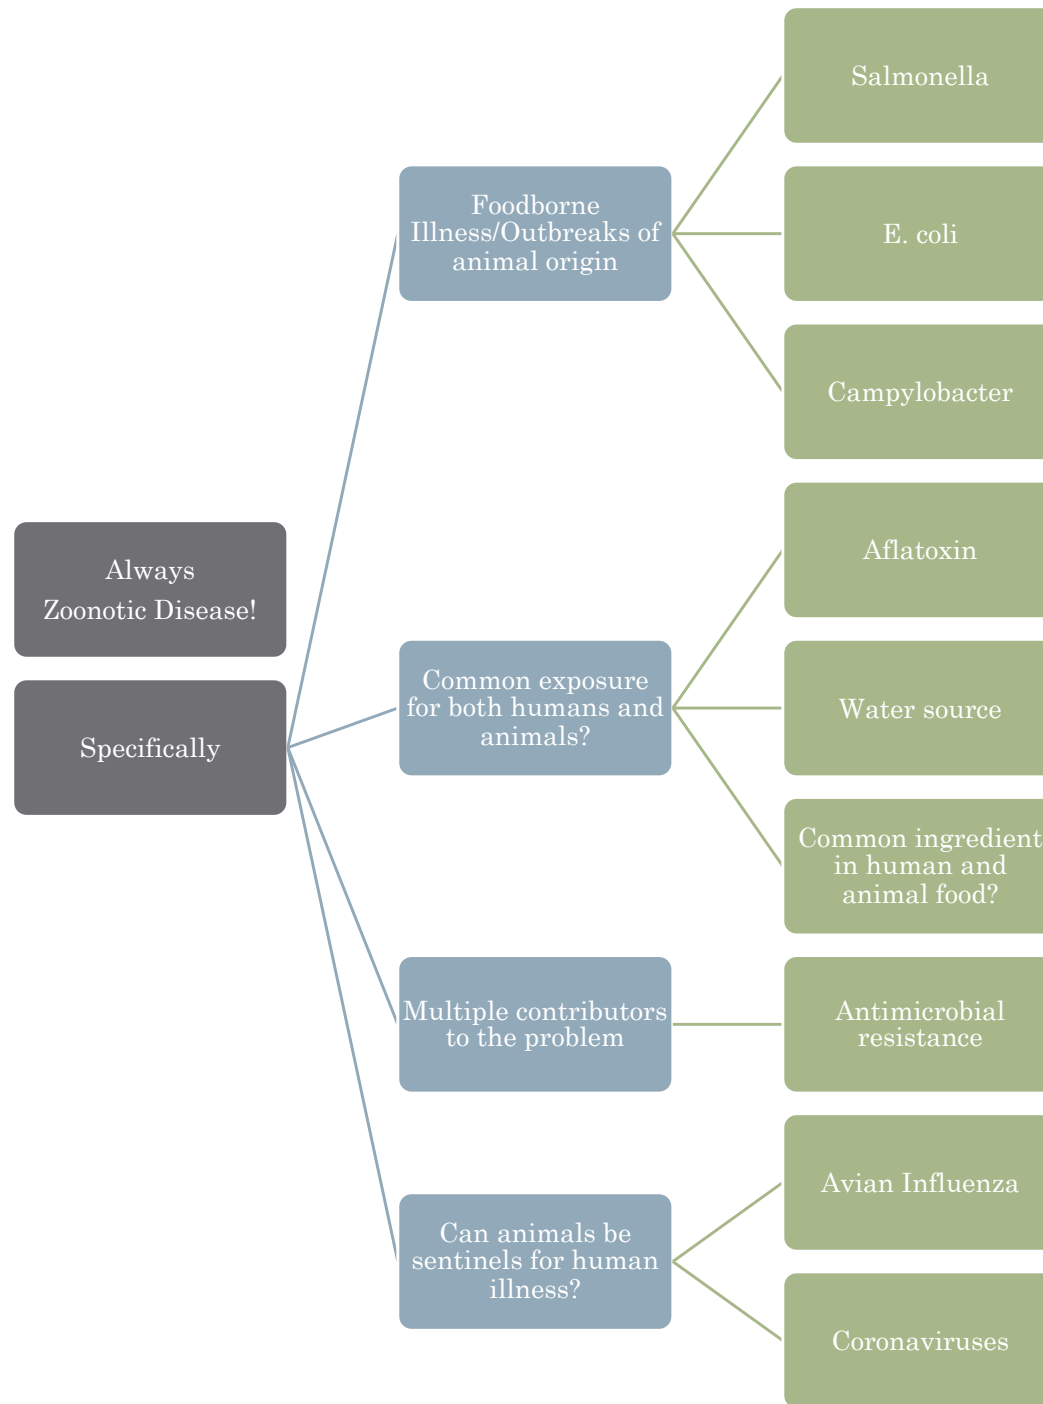 Always
Zoonotic Disease!
Specifically
Foodborne
Illness/Outbreaks of
animal origin
Salmonella
E. coli
Campylobacter
Common exposure
for both humans and
animals?
Aflatoxin
Water source
Common ingredient
in human and
animal food?
Multiple contributors
to the problem
Antimicrobial
resistance
Can animals be
sentinels for human
illness?
Avian Influenza
Coronaviruses